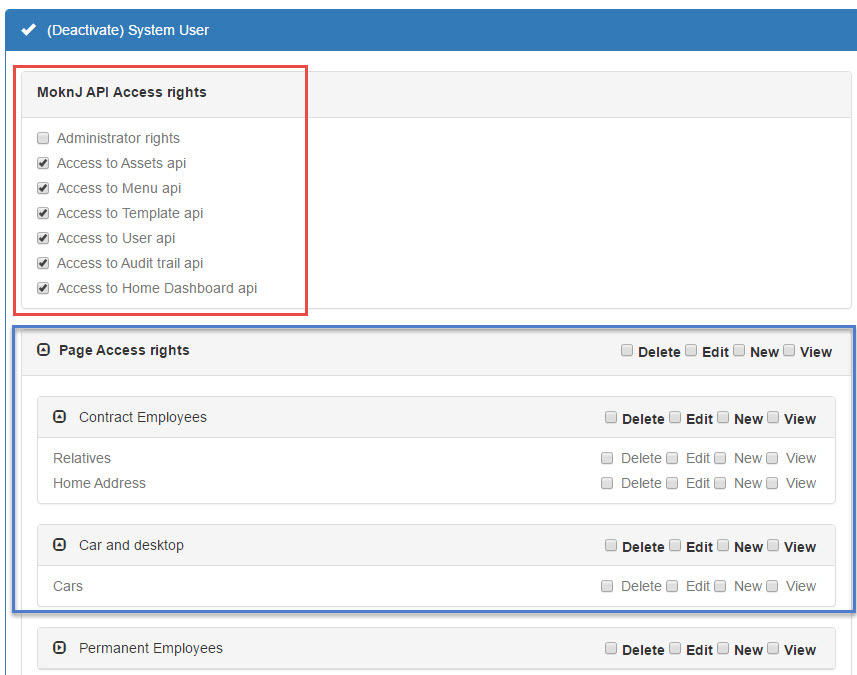 (Deactivate) System User
MoknJ API Access rights
Administrator rights
Access to Assets api
Access to Menu api
Access to Template api
Access to User api
Access to Audit trail api
Access to Home Dashboard api
Page Access rights Delete Edit New View
Contract Employees Delete Edit New View
Relatives Delete Edit New View
Home Address Delete Edit New View
Car and desktop Delete Edit New View
Cars Delete Edit New View
Permanent Employees Delete Edit New View